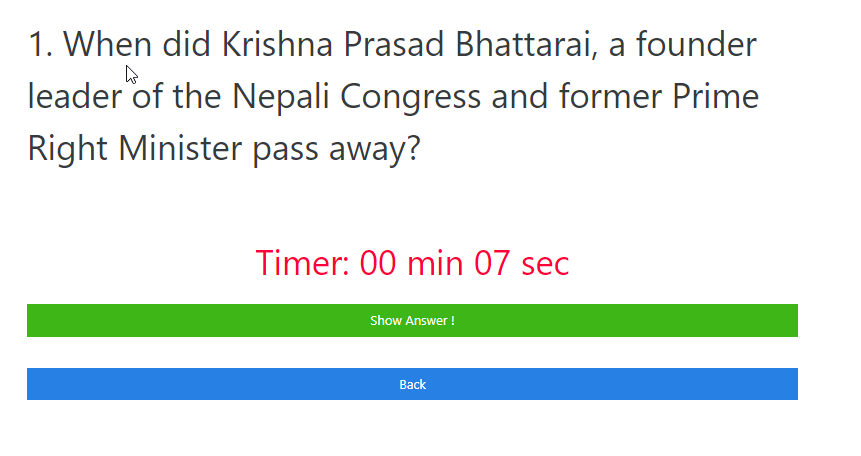 1. When did Krishna Prasad Bhattarai, a founder
leader of the Nepali Congress and former Prime
Right Minister pass away?
Timer: 00 min 07 sec
Show Answer !
Back